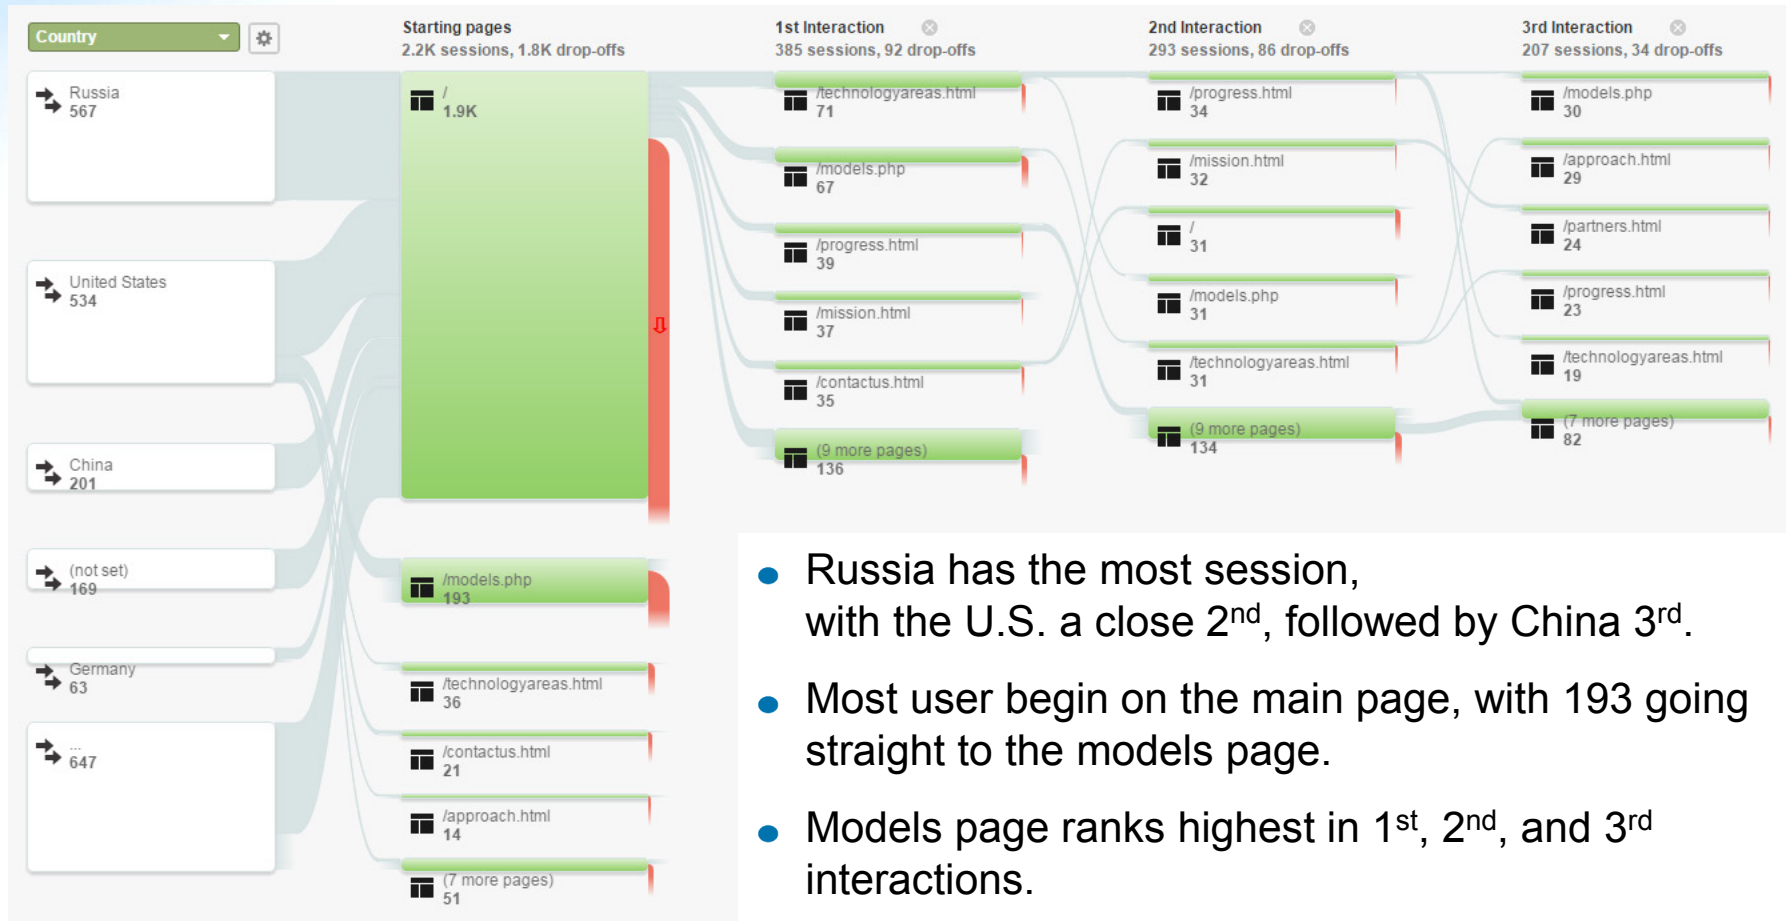 Country
Russia
567
United States
534
China
201
(not set)
169
Germany
63
...
647
Starting pages
2.2K sessions, 1.8K drop-offs
/
1.9K
/models.php
193
/technologyareas.html
36
/contactus.html
21
/approach.html
14
(7 more pages)
51
1st Interaction
385 sessions, 92 drop-offs
/technologyareas.html
71
/models.php
67
/progress.html
39
/mission.html
37
/contactus.html
35
(9 more pages)
136
2nd Interaction
293 sessions, 86 drop-offs
/progress.html
34
/mission.html
32
/
31
/models.php
31
/technologyareas.html
31
(9 more pages)
134
3rd Interaction
207 sessions, 34 drop-offs
/models.php
30
/approach.html
29
/partners.html
24
/progress.html
23
/technologyareas.html
19
(7 more pages)
82
• Russia has the most session,
with the U.S. a close 2nd, followed by China 3rd.
• Most user begin on the main page, with 193 going
straight to the models page.
• Models page ranks highest in 1st, 2nd, and 3rd
interactions.